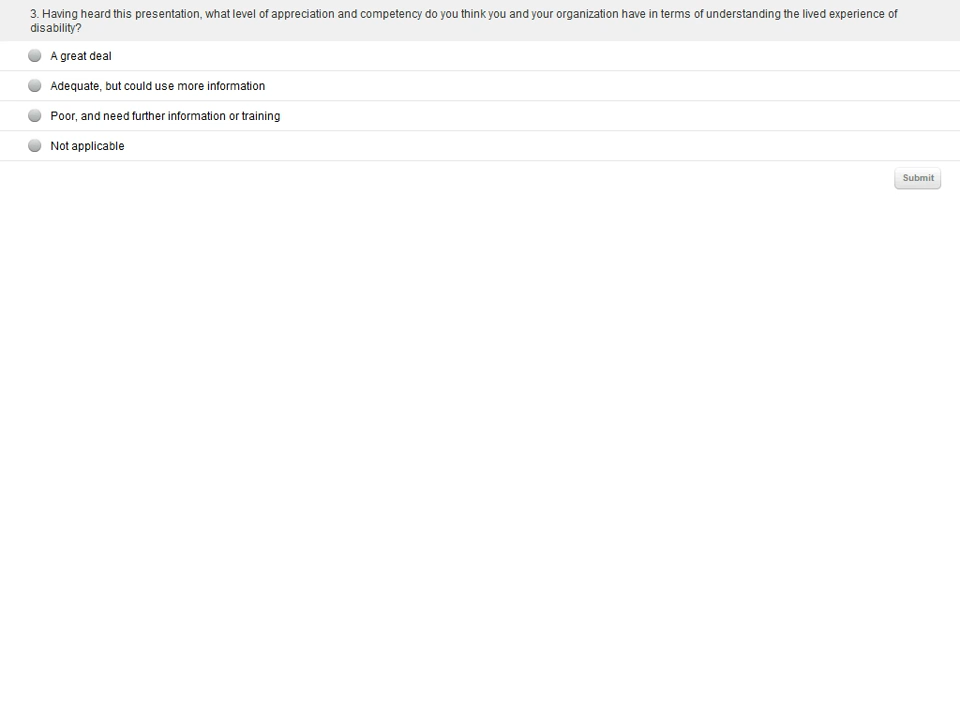 3. Having heard this presentation, what level of appreciation and competency do you think you and your organization have in terms of understanding the lived experience of
disability?
A great deal
Adequate, but could use more information
Poor, and need further information or training
Not applicable
Submit